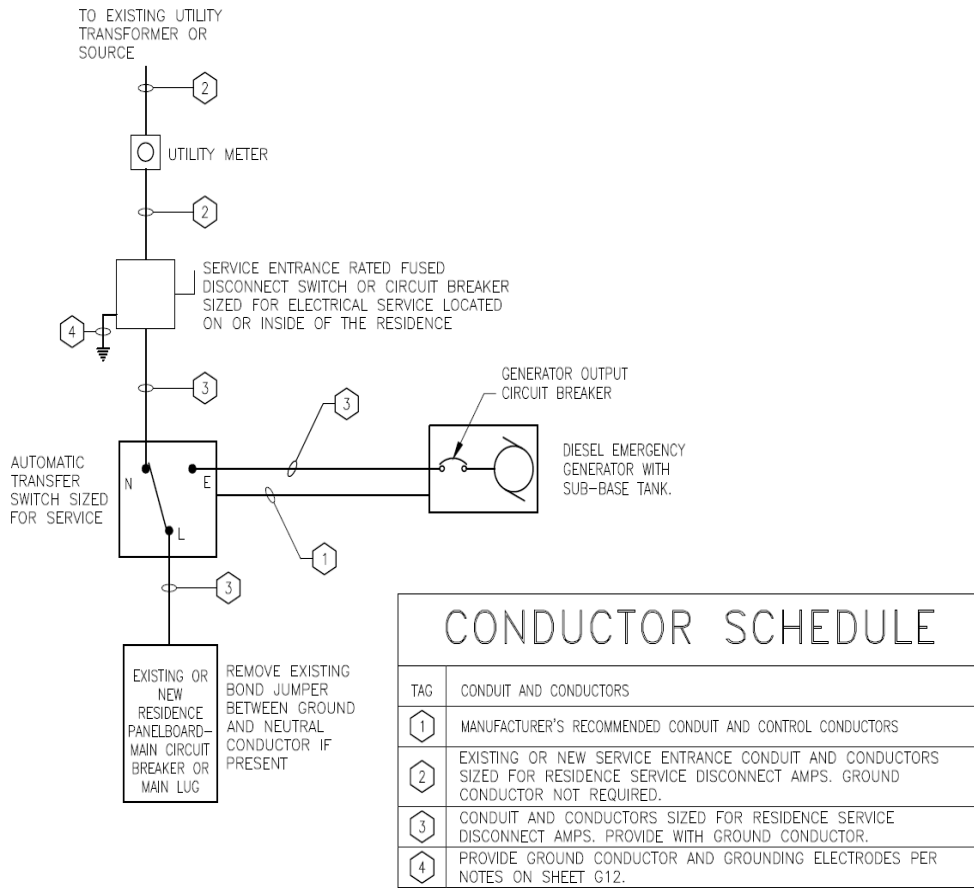 TO EXISTING UTILITY
TRANSFORMER OR
SOURCE
2
UTILITY METER
2
SERVICE ENTRANCE RATED FUSED
DISCONNECT SWITCH OR CIRCUIT BREAKER
SIZED FOR ELECTRICAL SERVICE LOCATED
ON OR INSIDE OF THE RESIDENCE
4
3
GENERATOR OUTPUT
CIRCUIT BREAKER
3
AUTOMATIC
TRANSFER
SWITCH SIZED
FOR SERVICE
N
E
L
DIESEL EMERGENCY
GENERATOR WITH
SUB-BASE TANK.
1
3
EXISTING OR
NEW
RESIDENCE
PANELBOARD-
MAIN CIRCUIT
BREAKER OR
MAIN LUG
REMOVE EXISTING
BOND JUMPER
BETWEEN GROUND
AND NEUTRAL
CONDUCTOR IF
PRESENT
CONDUCTOR SCHEDULE
TAG CONDUIT AND CONDUCTORS
1 MANUFACTURER'S RECOMMENDED CONDUIT AND CONTROL CONDUCTORS
2 EXISTING OR NEW SERVICE ENTRANCE CONDUIT AND CONDUCTORS
SIZED FOR RESIDENCE SERVICE DISCONNECT AMPS. GROUND
CONDUCTOR NOT REQUIRED.
3 CONDUIT AND CONDUCTORS SIZED FOR RESIDENCE SERVICE
DISCONNECT AMPS. PROVIDE WITH GROUND CONDUCTOR.
4 PROVIDE GROUND CONDUCTOR AND GROUNDING ELECTRODES PER
NOTES ON SHEET G12.